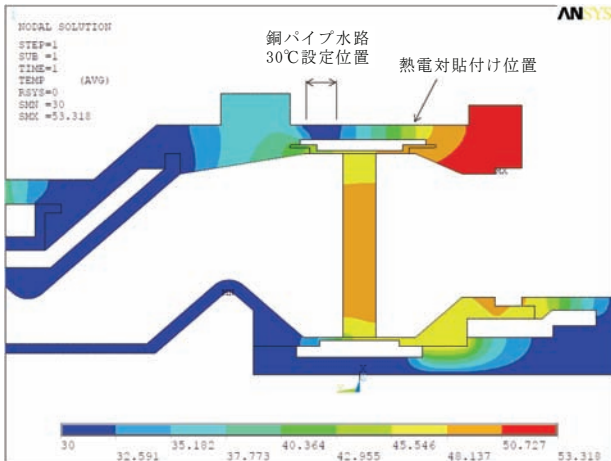 ANSYS
NODAL SOLUTION
STEP=1
SUB =1
TIME=1
TEMP (AVG)
RSYS=0
SMN =30
SMX =53.318
銅パイプ水路
30℃設定位置
熱電対貼付け位置
MX
MN
30 35.182 40.364 45.546 50.727
32.591 37.773 42.955 48.137 53.318